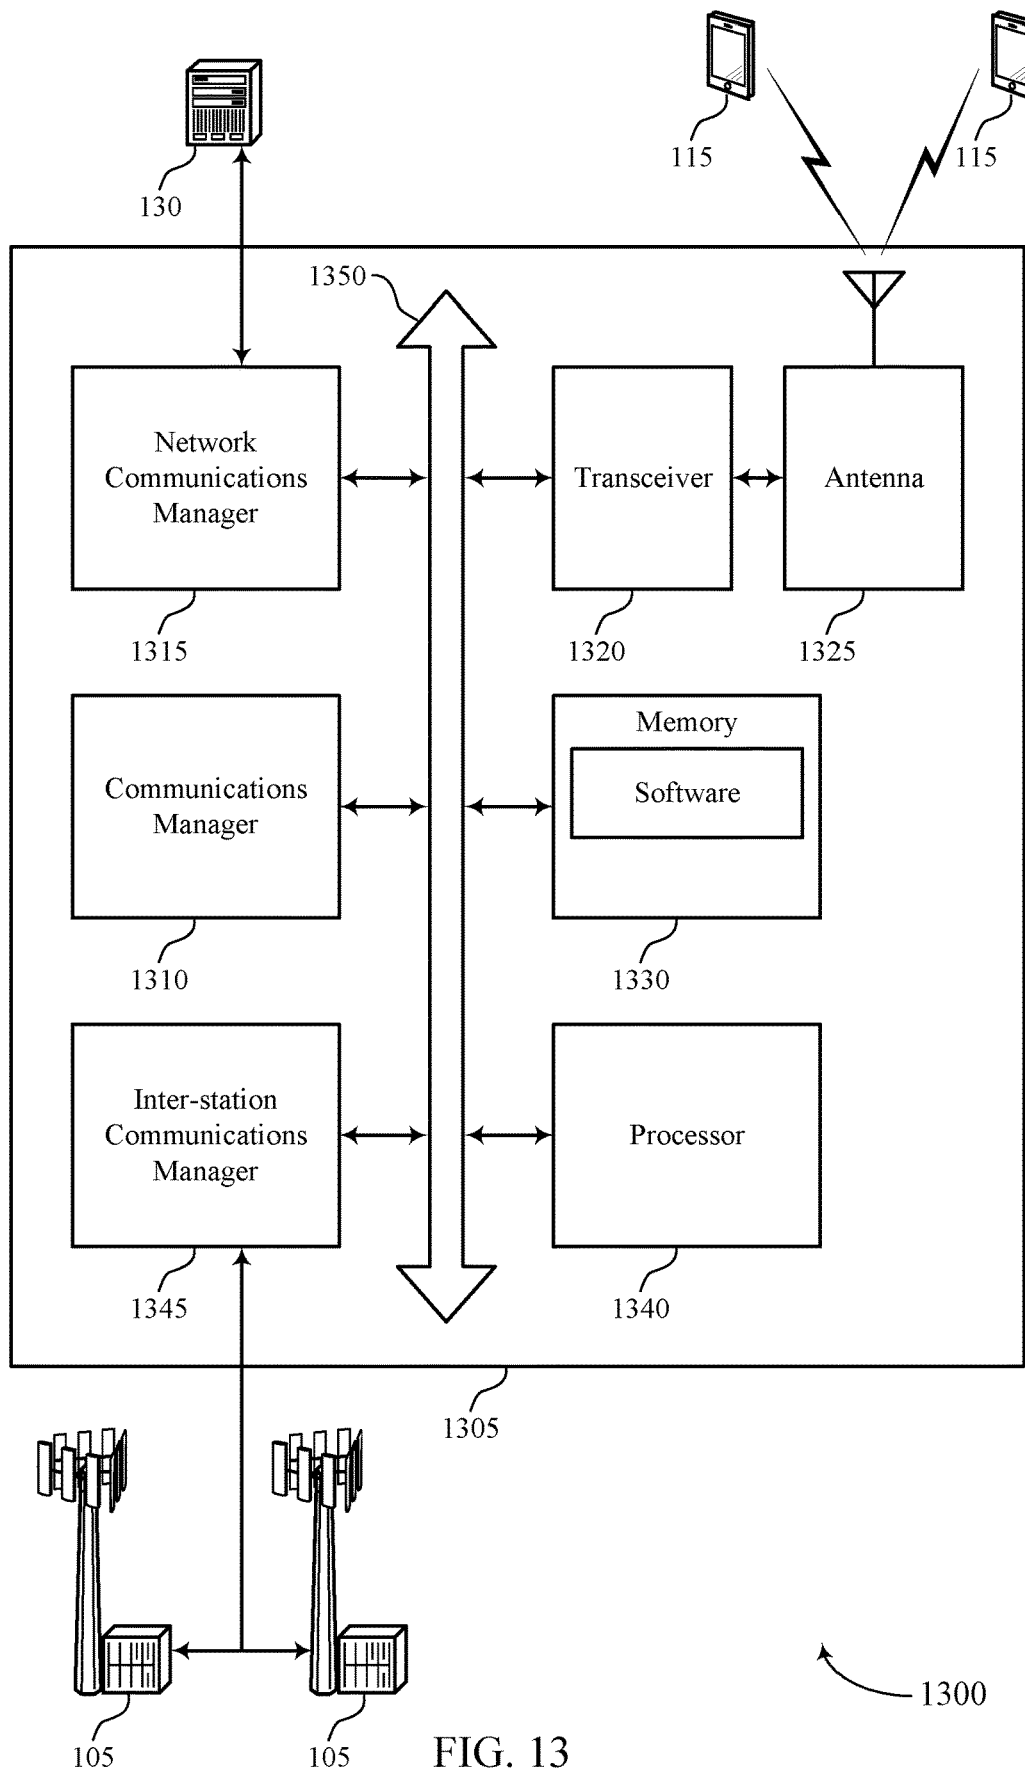 115
115
130
1350
Network
Communications
Manager
Transceiver
Antenna
1315
1320
1325
Communications
Manager
Memory
Software
1310
1330
Inter-station
Communications
Manager
Processor
1345
1340
1305
1300
105
105
FIG. 13